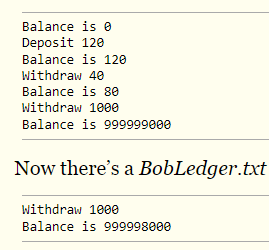 Balance is 0
Deposit 120
Balance is 120
Withdraw 40
Balance is 80
Withdraw 1000
Balance is 999999000
Now there’s a BobLedger.txt
Withdraw 1000
Balance is 999998000